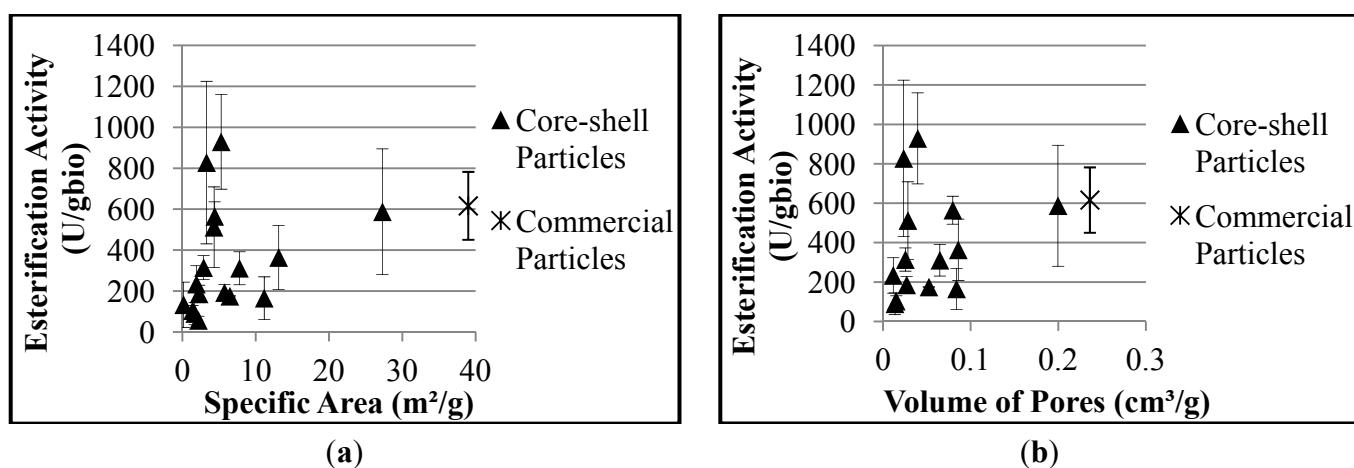 Esterification Activity
(U/gbio)
1400
1200
1000
800
600
400
200
0
0 10 20 30 40
Specific Area (m²/g)
Core-shell
Particles
Commercial
Particles
(a)
Esterification Activity
(U/gbio)
1400
1200
1000
800
600
400
200
0
0 0.1 0.2 0.3
Volume of Pores (cm³/g)
Core-shell
Particles
Commercial
Particles
(b)